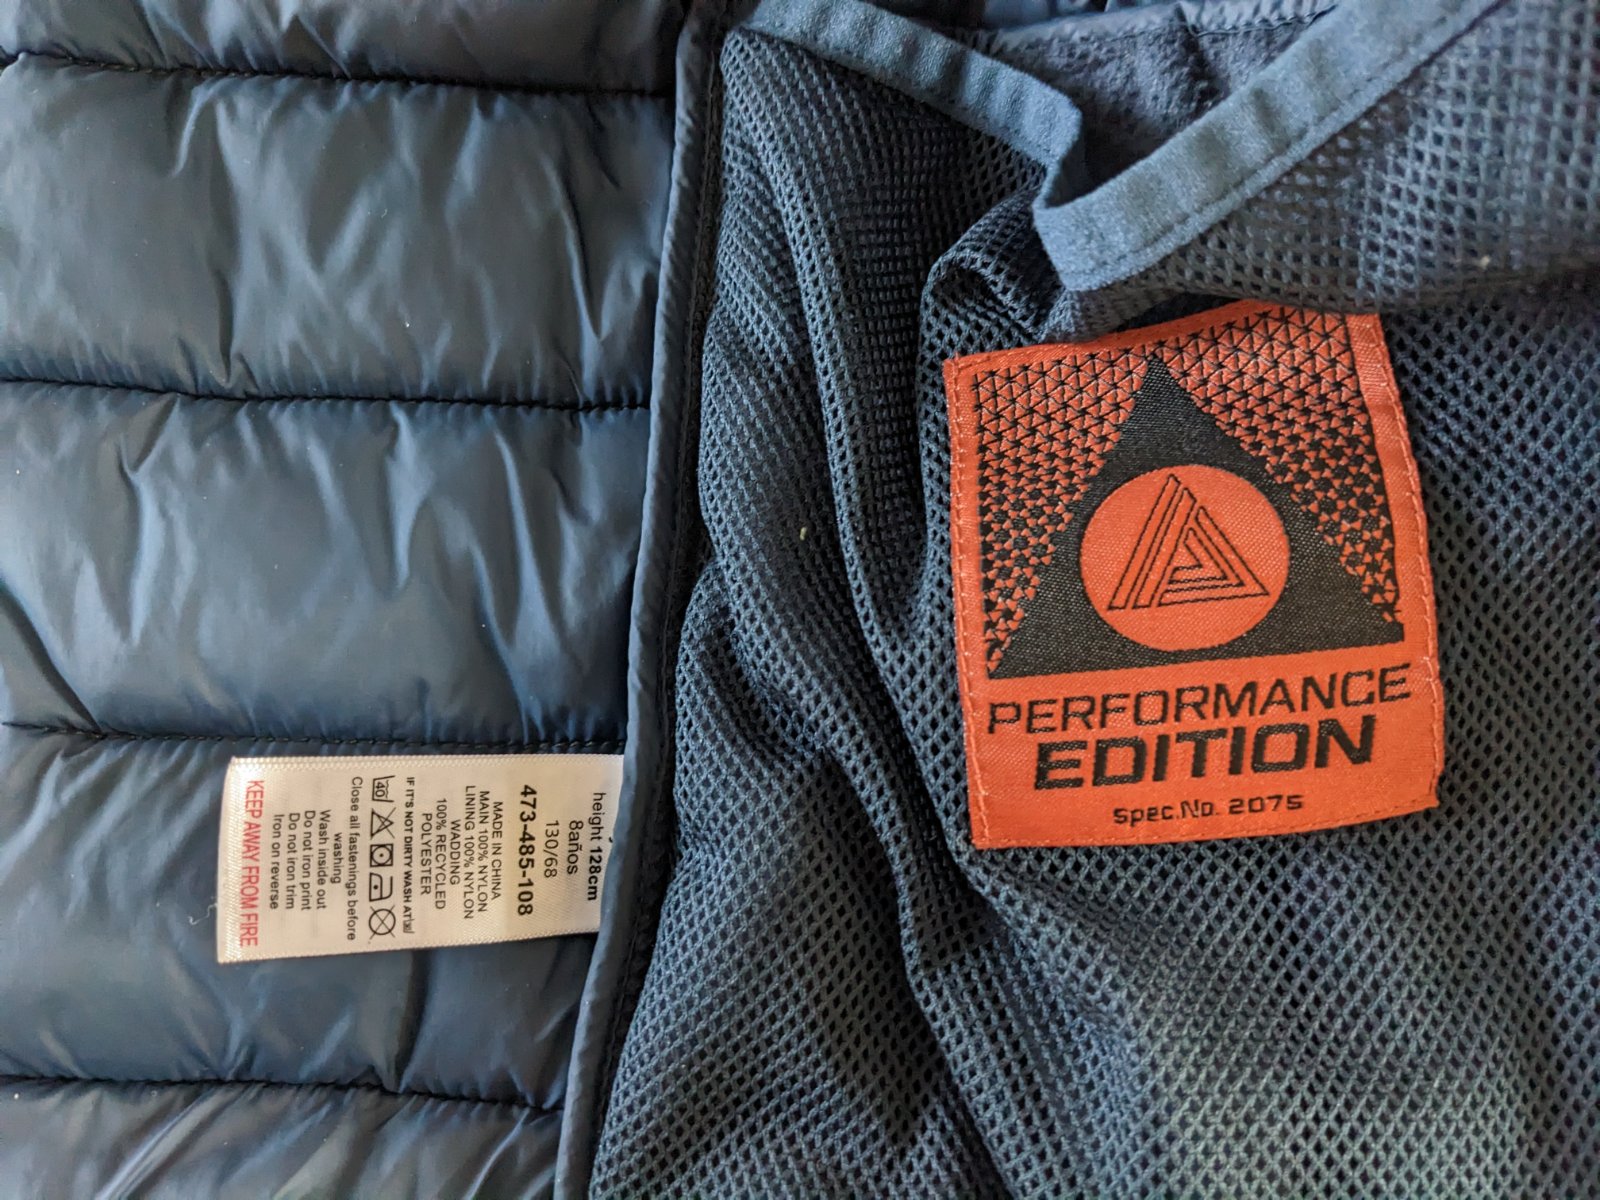 height 128cm
8años
130/68
473-485-108
MADE IN CHINA
MAIN 100% NYLON
LINING 100% NYLON
WADDING
100% RECYCLED
POLYESTER
IF IT'S NOT DIRTY WASH AT 30
40
Close all fastenings before
washing
Wash inside out
Do not iron print
Do not iron trim
Iron on reverse
KEEP AWAY FROM FIRE
PERFORMANCE
EDITION
Spec.No. 2075